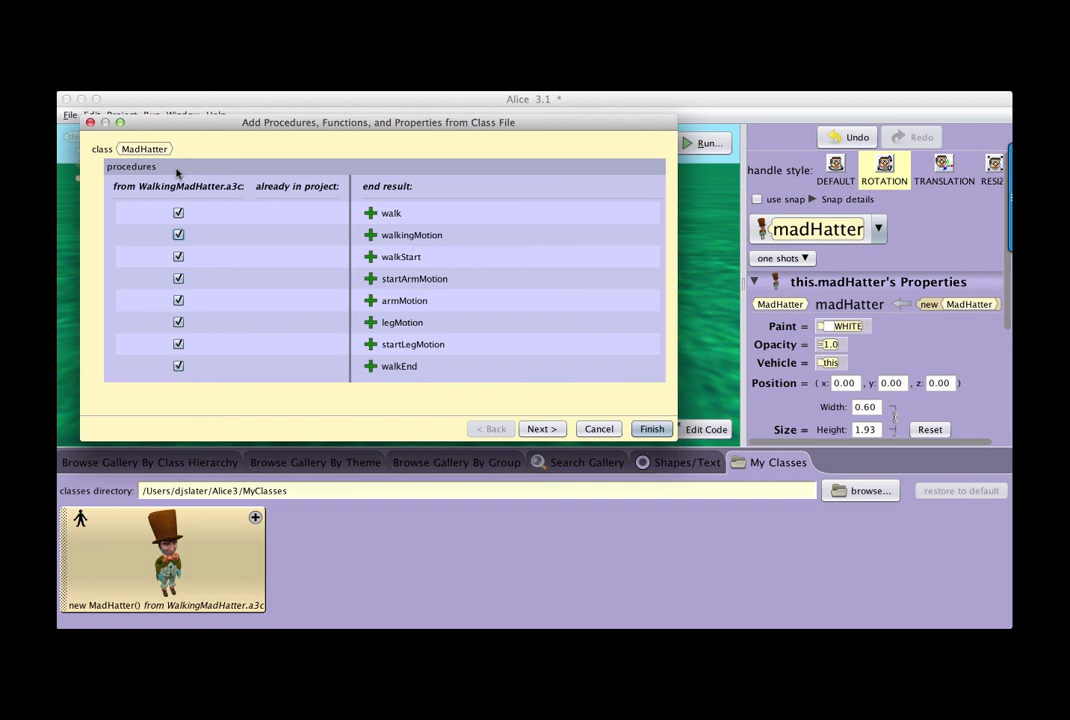 Alice 3.1 *
File Edit Project Run Window Help
Add Procedures, Functions, and Properties from Class File
class MadHatter
procedures
from WalkingMadHatter.a3c: already in project: end result:
walk
walkingMotion
walkStart
startArmMotion
armMotion
legMotion
startLegMotion
walkEnd
< Back Next > Cancel Finish
Run...
Edit Code
Undo Redo
handle style: DEFAULT ROTATION TRANSLATION RESIZ
use snap Snap details
madHatter
one shots
this.madHatter's Properties
MadHatter madHatter new MadHatter
Paint = WHITE
Opacity = 1.0
Vehicle = this
Position = ( x: 0.00 , y: 0.00 , z: 0.00 )
Width: 0.60
Size = Height: 1.93 Reset
Browse Gallery By Class Hierarchy Browse Gallery By Theme Browse Gallery By Group Search Gallery Shapes/Text My Classes
classes directory: /Users/djslater/Alice3/MyClasses browse... restore to default
new MadHatter() from WalkingMadHatter.a3c